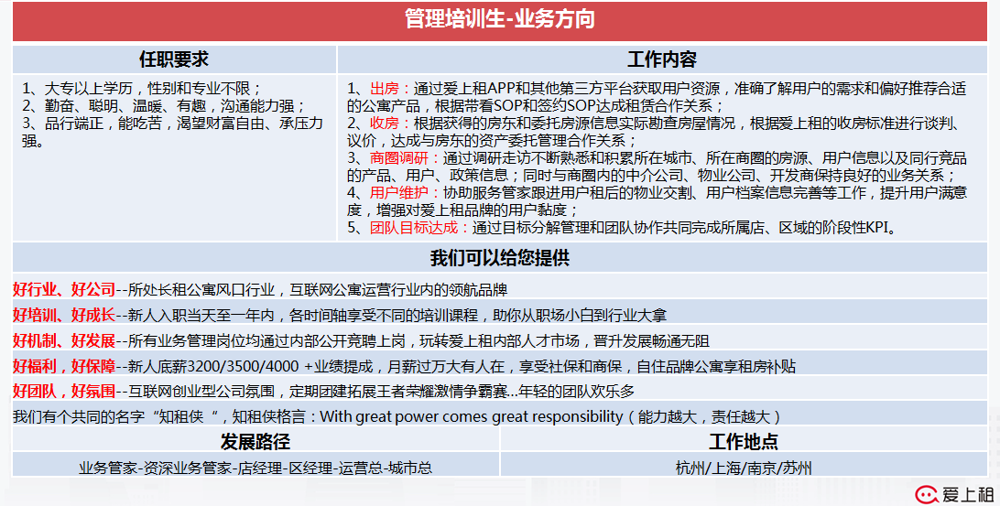 管理培训生-业务方向
任职要求
1、大专以上学历，性别和专业不限；
2、勤奋、聪明、温暖、有趣，沟通能力强；
3、品行端正，能吃苦，渴望财富自由、承压力
强。
工作内容
1、出房：通过爱上租APP和其他第三方平台获取用户资源，准确了解用户的需求和偏好推荐合适
的公寓产品，根据带看SOP和签约SOP达成租赁合作关系；
2、收房：根据获得的房东和委托房源信息实际勘查房屋情况，根据爱上租的收房标准进行谈判、
议价，达成与房东的资产委托管理合作关系；
3、商圈调研：通过调研走访不断熟悉和积累所在城市、所在商圈的房源、用户信息以及同行竞品
的产品、用户、政策信息；同时与商圈内的中介公司、物业公司、开发商保持良好的业务关系；
4、用户维护：协助服务管家跟进用户租后的物业交割、用户档案信息完善等工作，提升用户满意
度，增强对爱上租品牌的用户黏度；
5、团队目标达成：通过目标分解管理和团队协作共同完成所属店、区域的阶段性KPI。
我们可以给您提供
好行业、好公司--所处长租公寓风口行业，互联网公寓运营行业内的领航品牌
好培训、好成长--新人入职当天至一年内，各时间轴享受不同的培训课程，助你从职场小白到行业大拿
好机制、好发展--所有业务管理岗位均通过内部公开竞聘上岗，玩转爱上租内部人才市场，晋升发展畅通无阻
好福利，好保障--新人底薪3200/3500/4000 +业绩提成，月薪过万大有人在，享受社保和商保，自住品牌公寓享租房补贴
好团队，好氛围--互联网创业型公司氛围，定期团建拓展王者荣耀激情争霸赛...年轻的团队欢乐多
我们有个共同的名字“知租侠“，知租侠格言：With great power comes great responsibility（能力越大，责任越大）
发展路径
业务管家-资深业务管家-店经理-区经理-运营总-城市总
工作地点
杭州/上海/南京/苏州
爱上租